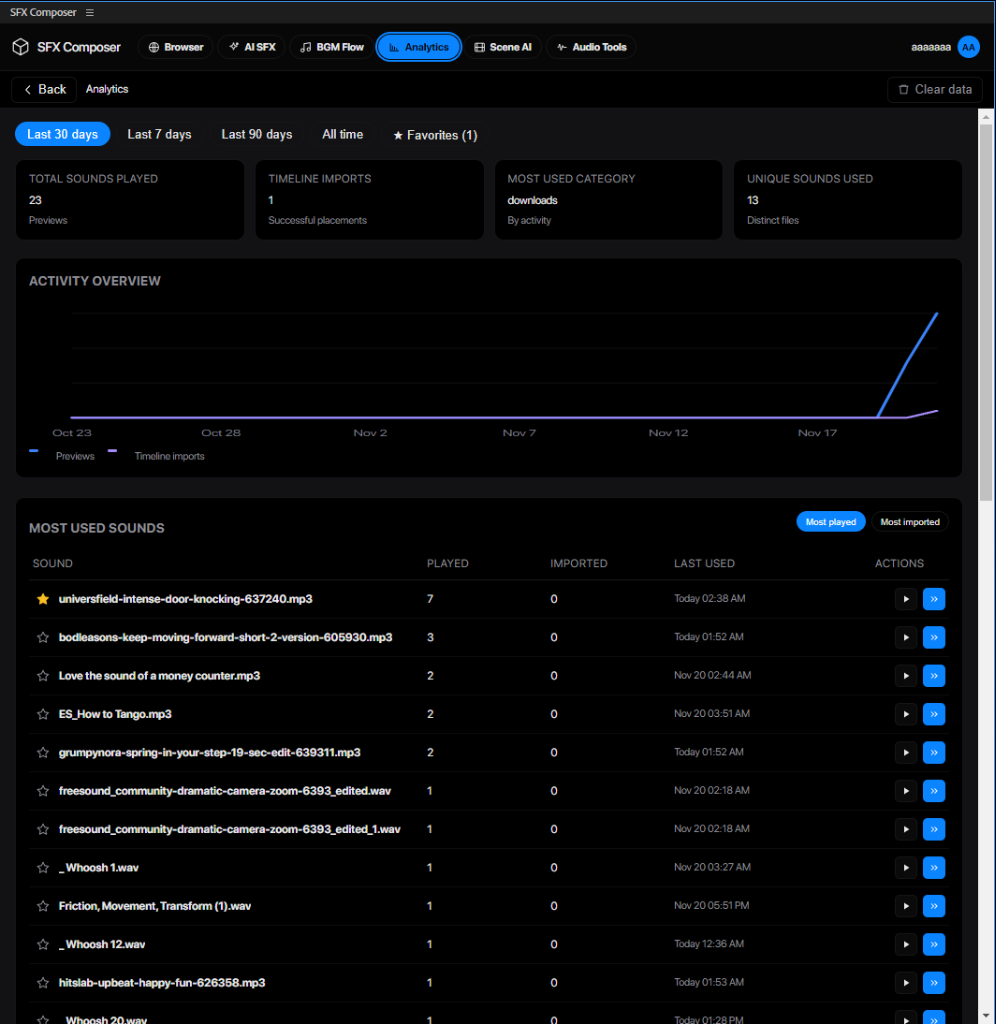 SFX Composer
SFX Composer Browser AI SFX BGM Flow Analytics Scene AI Audio Tools aaaaaaa AA
Back Analytics Clear data
Last 30 days Last 7 days Last 90 days All time ★ Favorites (1)
TOTAL SOUNDS PLAYED TIMELINE IMPORTS MOST USED CATEGORY UNIQUE SOUNDS USED
23 1 downloads 13
Previews Successful placements By activity Distinct files
ACTIVITY OVERVIEW
Oct 23 Oct 28 Nov 2 Nov 7 Nov 12 Nov 17
Previews Timeline imports
MOST USED SOUNDS Most played Most imported
SOUND PLAYED IMPORTED LAST USED ACTIONS
universfield-intense-door-knocking-637240.mp3 7 0 Today 02:38 AM
bodleasons-keep-moving-forward-short-2-version-605930.mp3 3 0 Today 01:52 AM
Love the sound of a money counter.mp3 2 0 Nov 20 02:44 AM
ES_How to Tango.mp3 2 0 Nov 20 03:51 AM
grumpynora-spring-in-your-step-19-sec-edit-639311.mp3 2 0 Today 01:52 AM
freesound_community-dramatic-camera-zoom-6393_edited.wav 1 0 Nov 20 02:18 AM
freesound_community-dramatic-camera-zoom-6393_edited_1.wav 1 0 Nov 20 02:18 AM
_Whoosh 1.wav 1 0 Nov 20 03:27 AM
Friction, Movement, Transform (1).wav 1 0 Nov 20 05:51 PM
_Whoosh 12.wav 1 0 Today 12:36 AM
hitslab-upbeat-happy-fun-626358.mp3 1 0 Today 01:53 AM
_Whoosh 20.wav 1 0 Today 01:28 PM